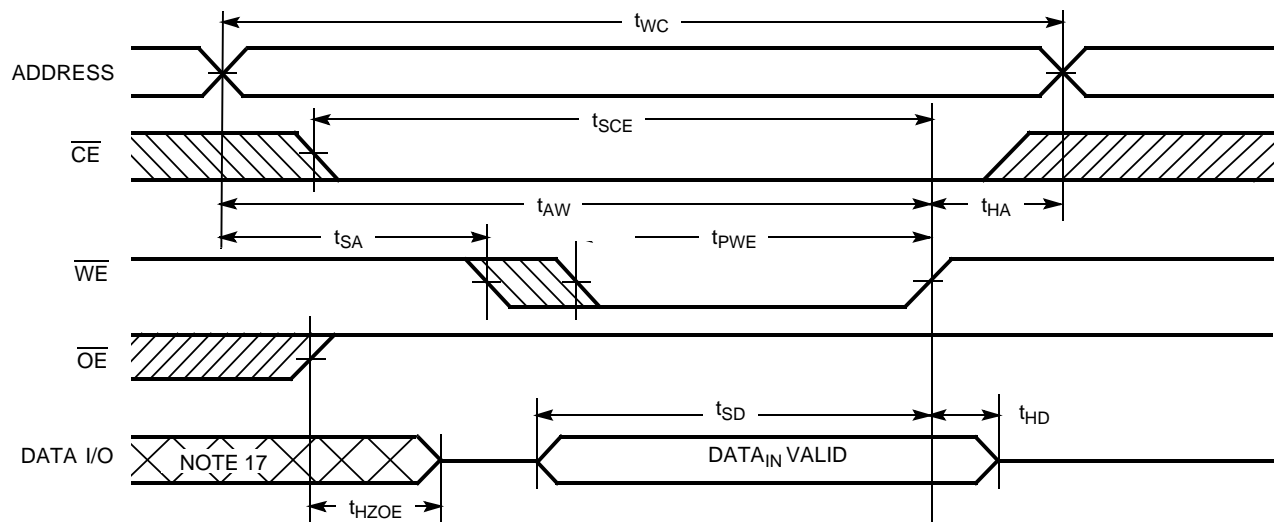 tWC
ADDRESS
tSCE
CE
tAW
tHA
tSA
tPWE
WE
OE
tSD
tHD
DATA I/O
NOTE 17
DATAIN VALID
tHZOE